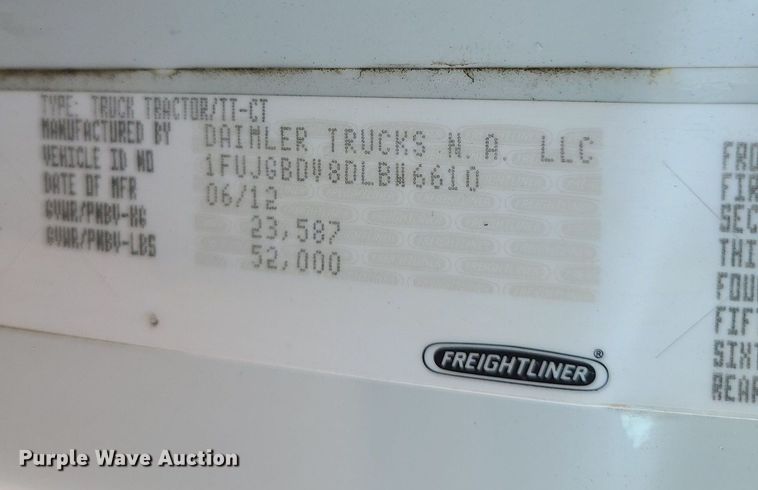 TYPE: TRUCK TRACTOR/TT-CT
MANUFACTURED BY DAIMLER TRUCKS N.A. LLC
VEHICLE ID NO 1FUJGBDV8DLBW6610
DATE OF MFR 06/12
GVWR/PNBV-KG 23,587
GVWR/PNBV-LBS 52,000
FRO
FIR
SEC
THI
FOU
FIF
SIXT
REAR
FREIGHTLINER®
Purple Wave Auction